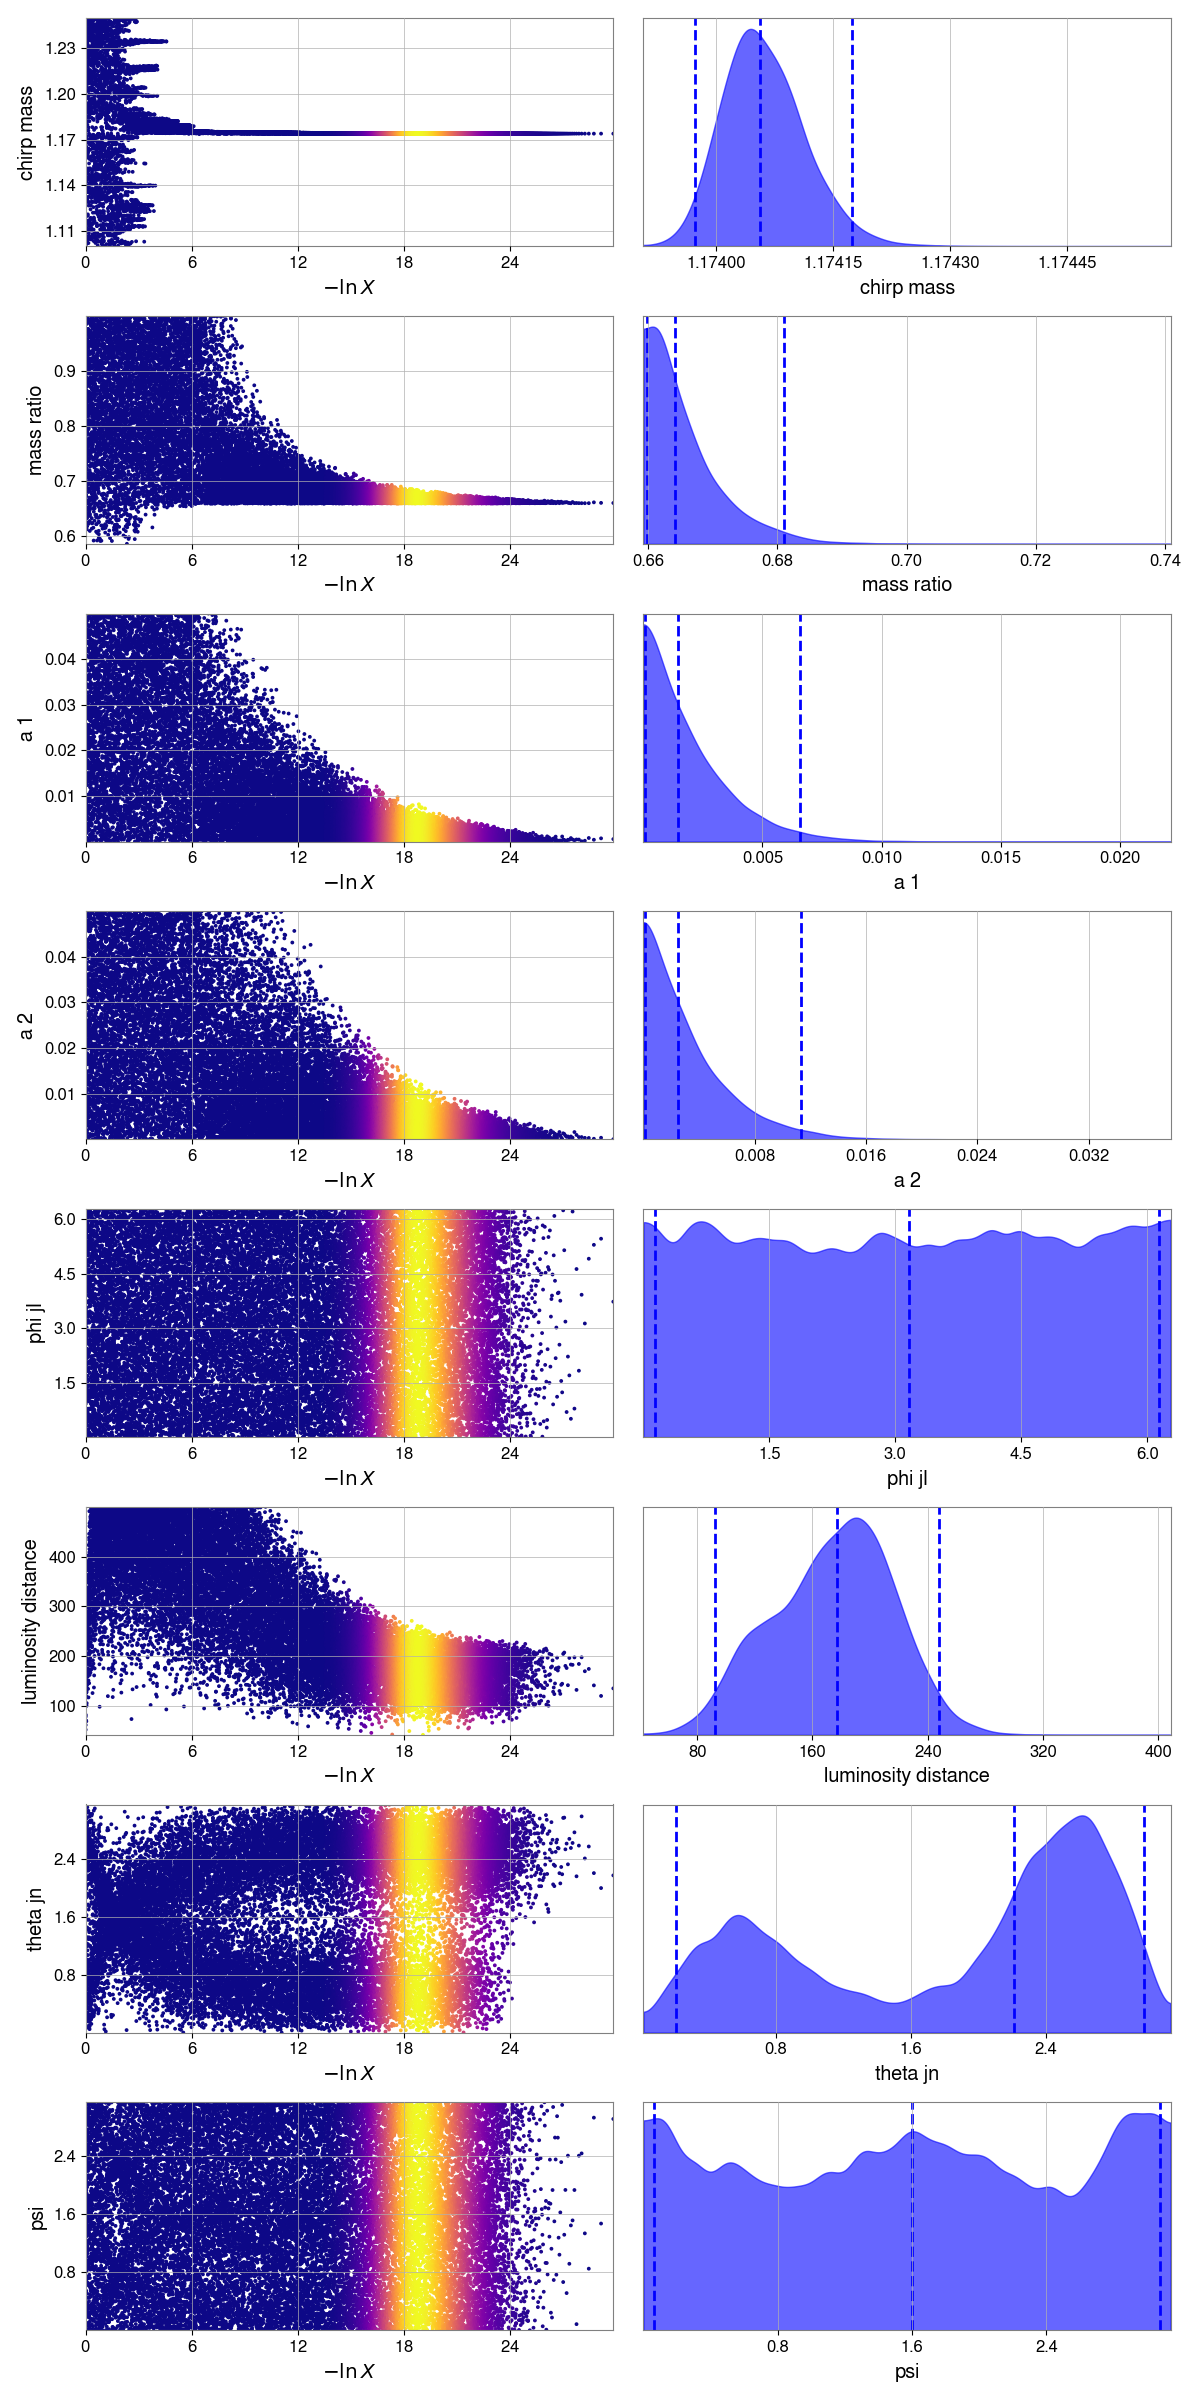 1.23
1.20
1.17
1.14
1.11
chirp mass
0 6 12 18 24
−ln X
1.17400 1.17415 1.17430 1.17445
chirp mass
0.9
0.8
0.7
0.6
mass ratio
0 6 12 18 24
−ln X
0.66 0.68 0.70 0.72 0.74
mass ratio
0.04
0.03
0.02
0.01
a 1
0 6 12 18 24
−ln X
0.005 0.010 0.015 0.020
a 1
0.04
0.03
0.02
0.01
a 2
0 6 12 18 24
−ln X
0.008 0.016 0.024 0.032
a 2
6.0
4.5
3.0
1.5
phi jl
0 6 12 18 24
−ln X
1.5 3.0 4.5 6.0
phi jl
400
300
200
100
luminosity distance
0 6 12 18 24
−ln X
80 160 240 320 400
luminosity distance
2.4
1.6
0.8
theta jn
0 6 12 18 24
−ln X
0.8 1.6 2.4
theta jn
2.4
1.6
0.8
psi
0 6 12 18 24
−ln X
0.8 1.6 2.4
psi